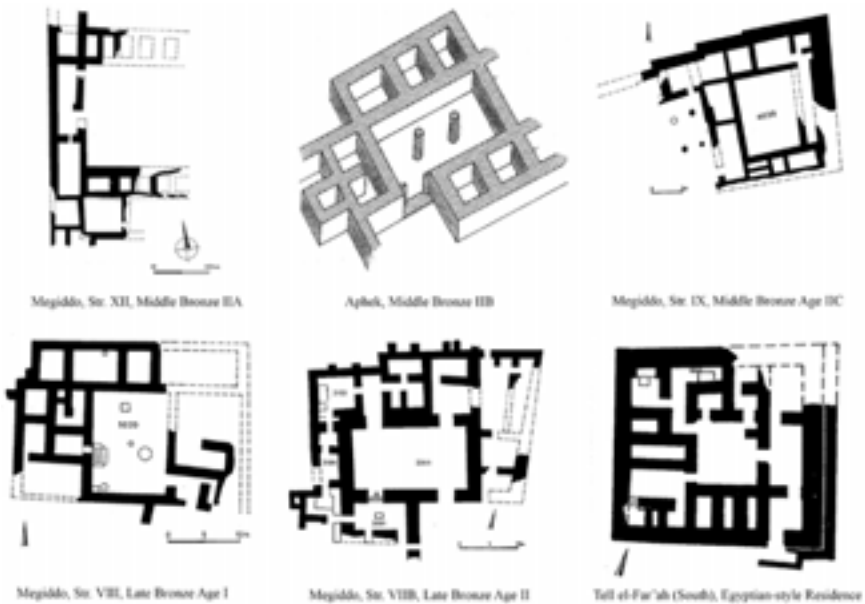 Megiddo, Str. XII, Middle Bronze IIA
Aphek, Middle Bronze IIB
Megiddo, Str. IX, Middle Bronze Age IIC
Megiddo, Str. VIII, Late Bronze Age I
Megiddo, Str. VIIB, Late Bronze Age II
Tell el-Far'ah (South), Egyptian-style Residence